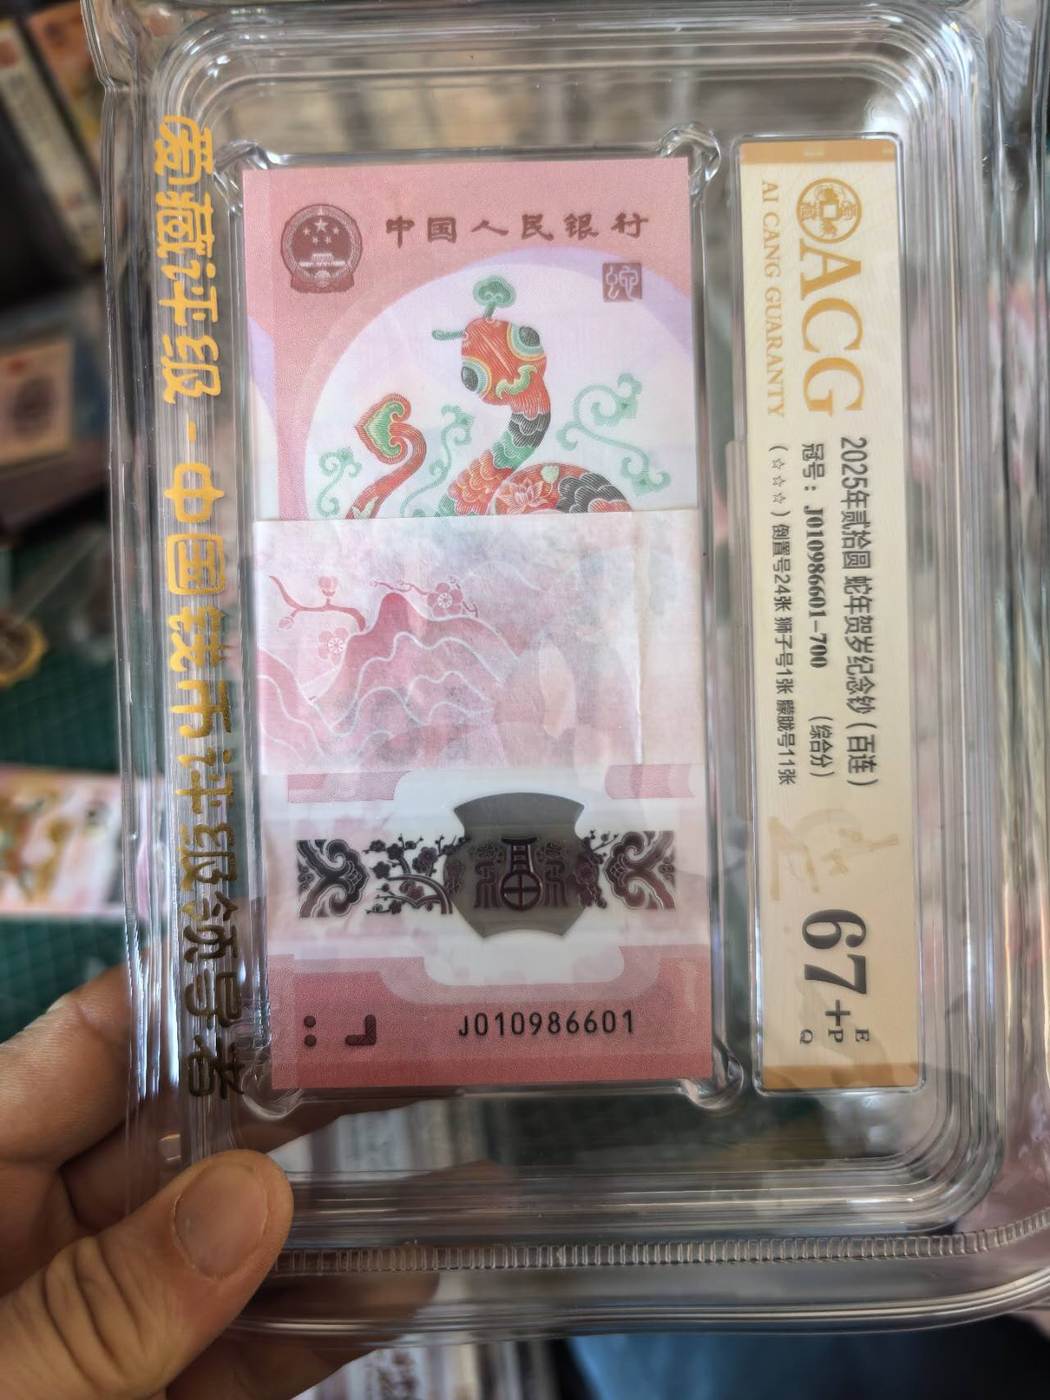 爱藏评级-中国钱币评级领导者
中国人民银行
J010986601
ACG
AI CANG GUARANTY
2025年贰拾圆 蛇年贺岁纪念钞(百连)
冠号:J010986601-700 (综合分)
(☆☆☆)倒置号24张 狮子号1张 朦胧号11张
67+
E
P
Q